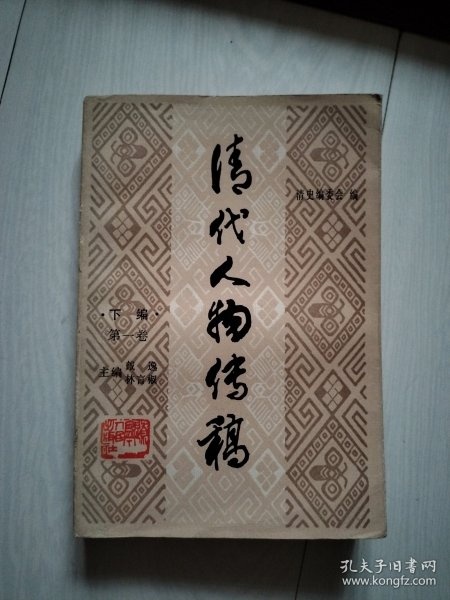 清代人物传稿
清史编委会 编
·下编·
第一卷
主编
戴逸
林言椒
孔夫子旧书网
www.kongfz.com